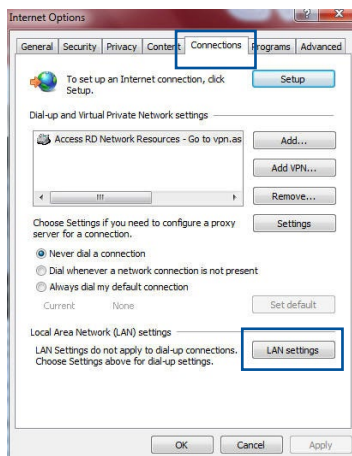 Internet Options
General Security Privacy Content Connections Programs Advanced
To set up an Internet connection, click
Setup.
Setup
Dial-up and Virtual Private Network settings
Access RD Network Resources - Go to vpn.as
Add...
Add VPN...
Remove...
Choose Settings if you need to configure a proxy
server for a connection.
Settings
Never dial a connection
Dial whenever a network connection is not present
Always dial my default connection
Current None
Set default
Local Area Network (LAN) settings
LAN Settings do not apply to dial-up connections.
Choose Settings above for dial-up settings.
LAN settings
OK Cancel Apply